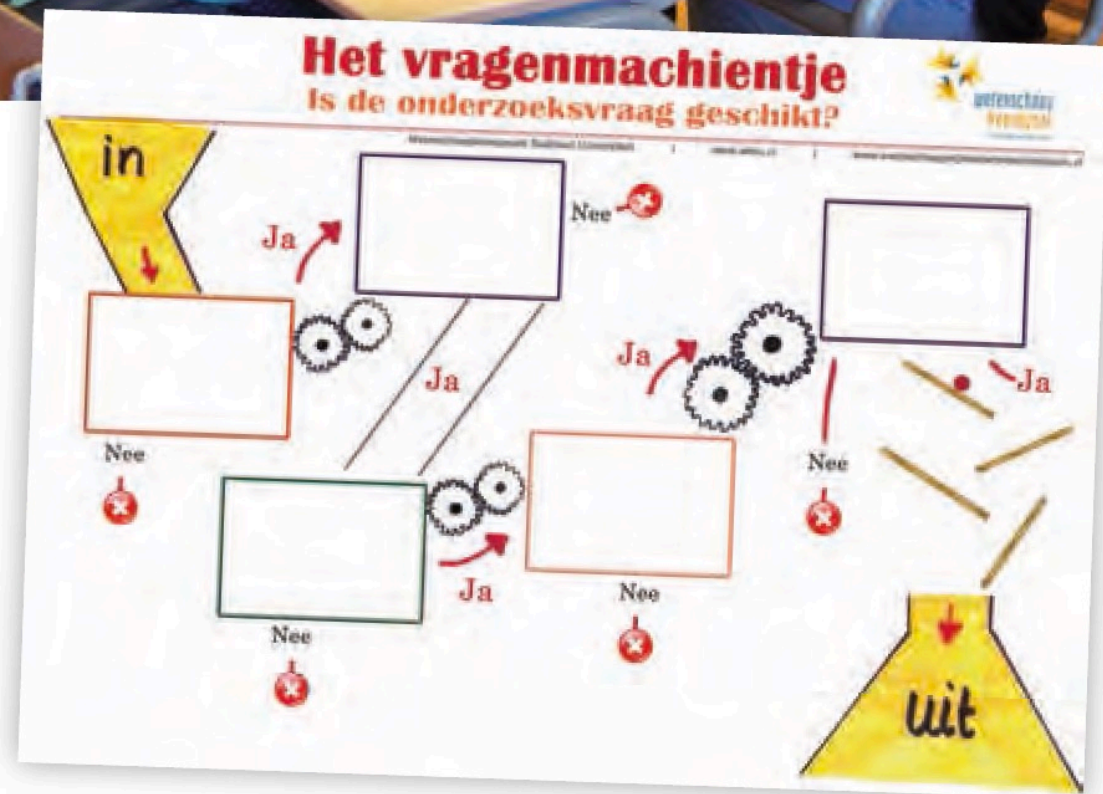 Het vragenmachientje
Is de onderzoeksvraag geschikt?
wetenschap
in
Ja
Nee
Nee
Ja
Nee
Ja
Nee
Ja
Nee
Ja
uit